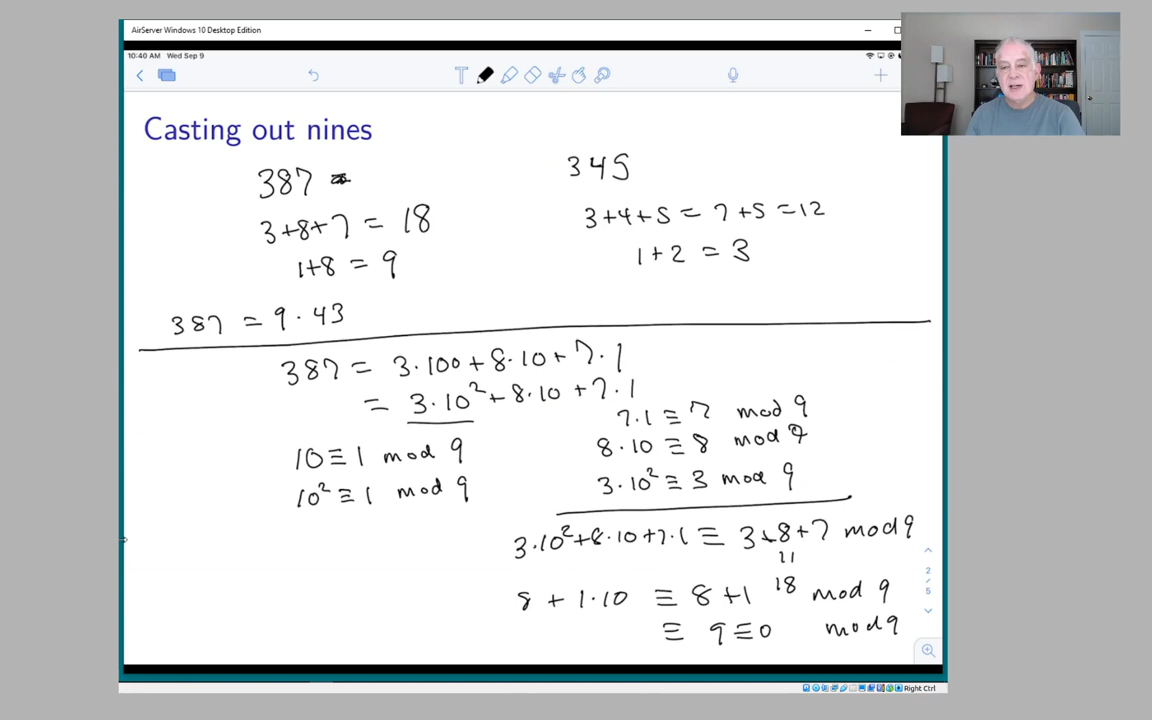 AirServer Windows 10 Desktop Edition
10:40 AM Wed Sep 9
Casting out nines
387 =
3+8+7 = 18
1+8 = 9
387 = 9·43
345
3+4+5 = 7+5 = 12
1+2 = 3
387 = 3·100 + 8·10 + 7·1
= 3·10² + 8·10 + 7·1
10 ≡ 1 mod 9
10² ≡ 1 mod 9
7·1 ≡ 7 mod 9
8·10 ≡ 8 mod 9
3·10² ≡ 3 mod 9
3·10²+8·10+7·1 ≡ 3+8+7 mod 9
11
8 + 1·10 ≡ 8+1 18 mod 9
≡ 9 ≡ 0 mod 9
2
/
5
Right Ctrl